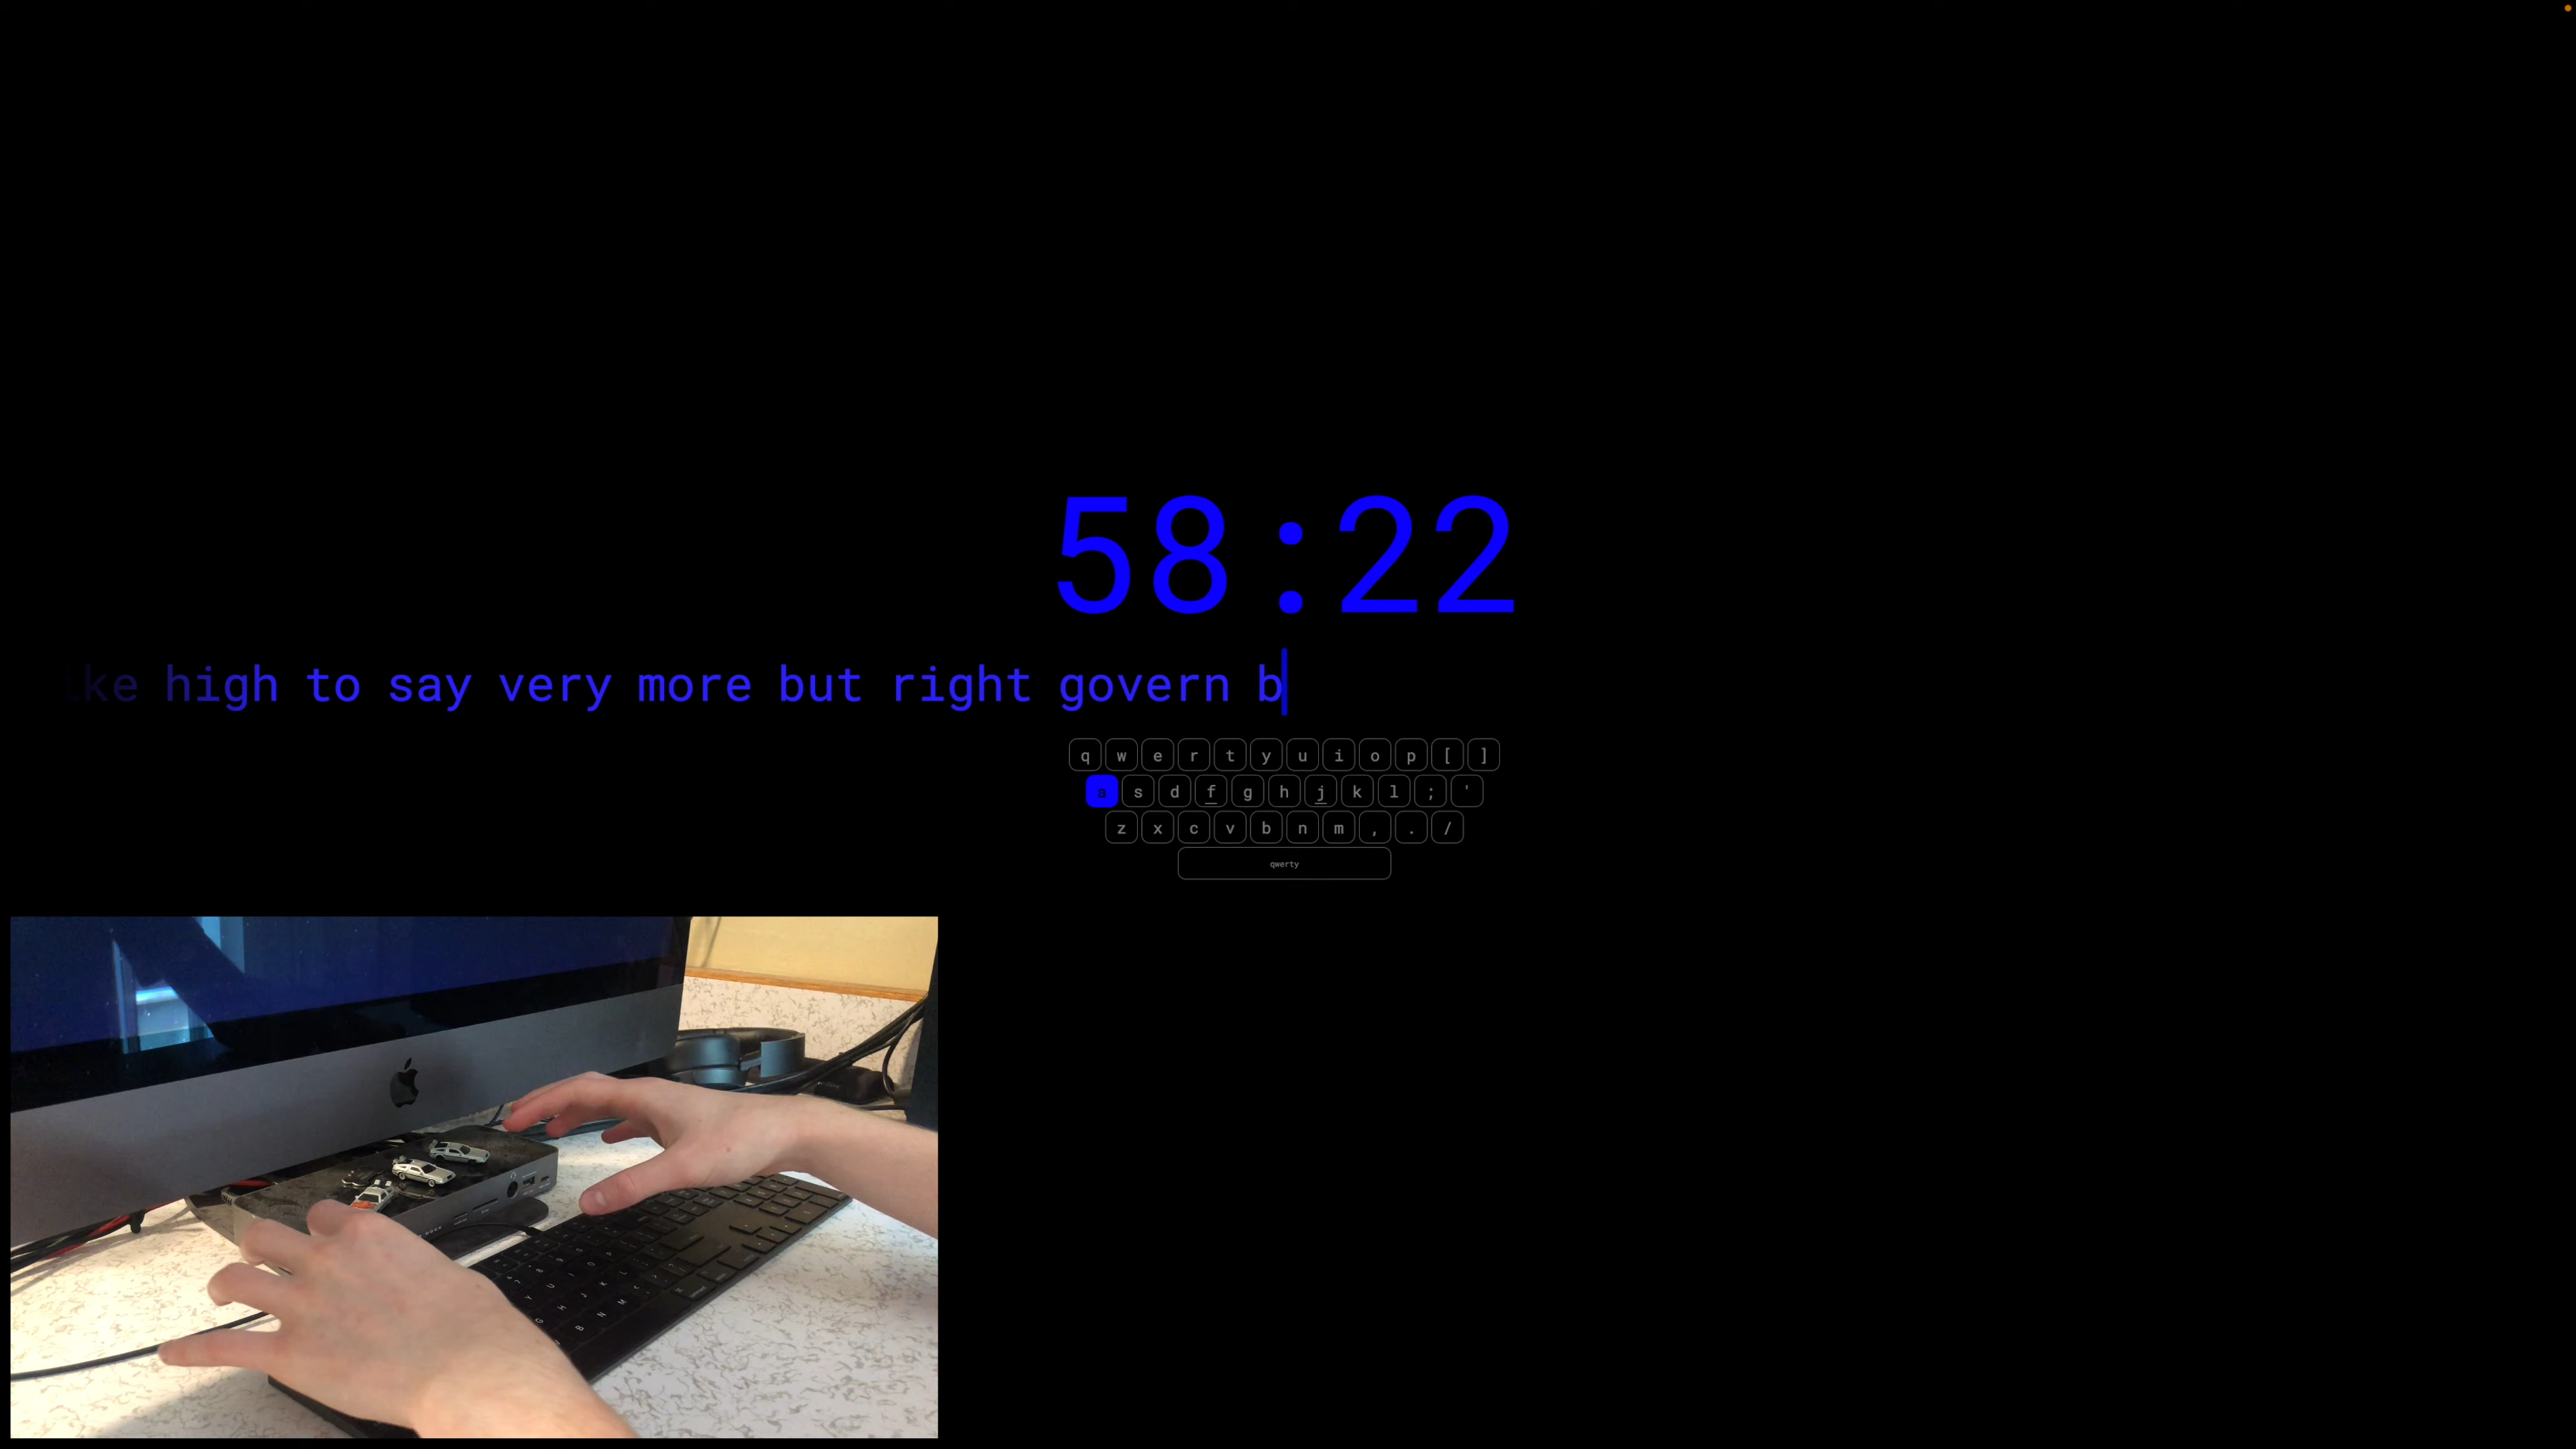 58:22
high to say very more but right govern b
q w e r t y u i o p [ ]
a s d f g h j k l ; '
z x c v b n m , . /
qwerty